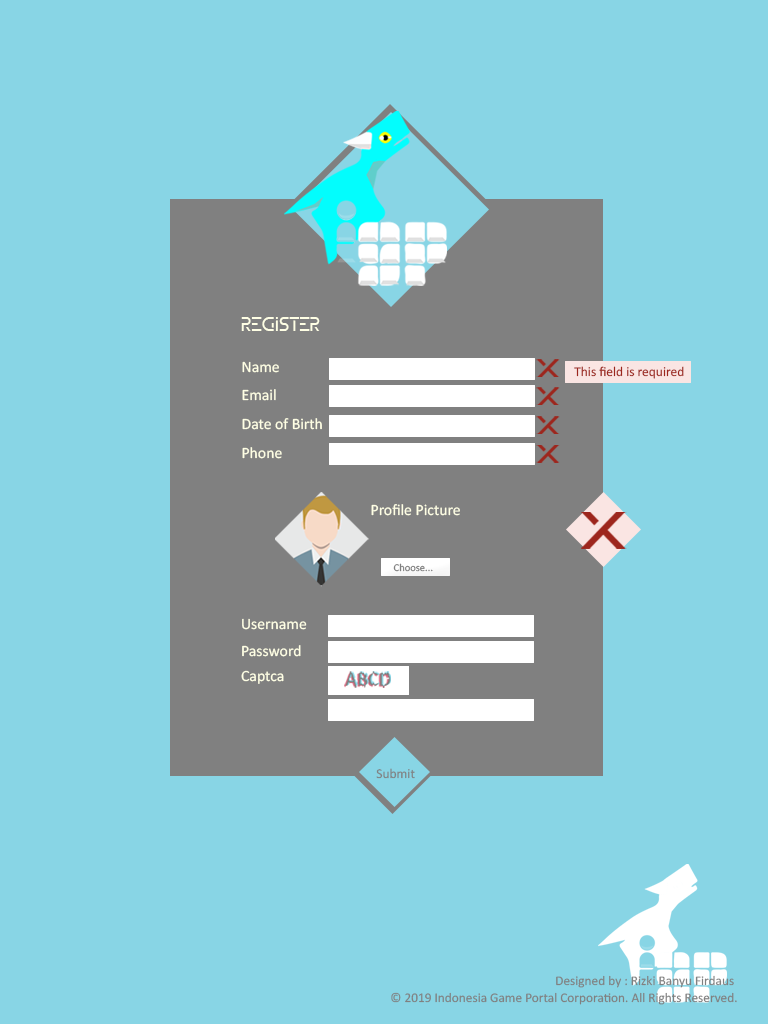 REGiSTER
Name
This field is required
Email
Date of Birth
Phone
Profile Picture
Choose...
Username
Password
Captca
ABCD
Submit
Designed by : Rizki Banyu Firdaus
© 2019 Indonesia Game Portal Corporation. All Rights Reserved.